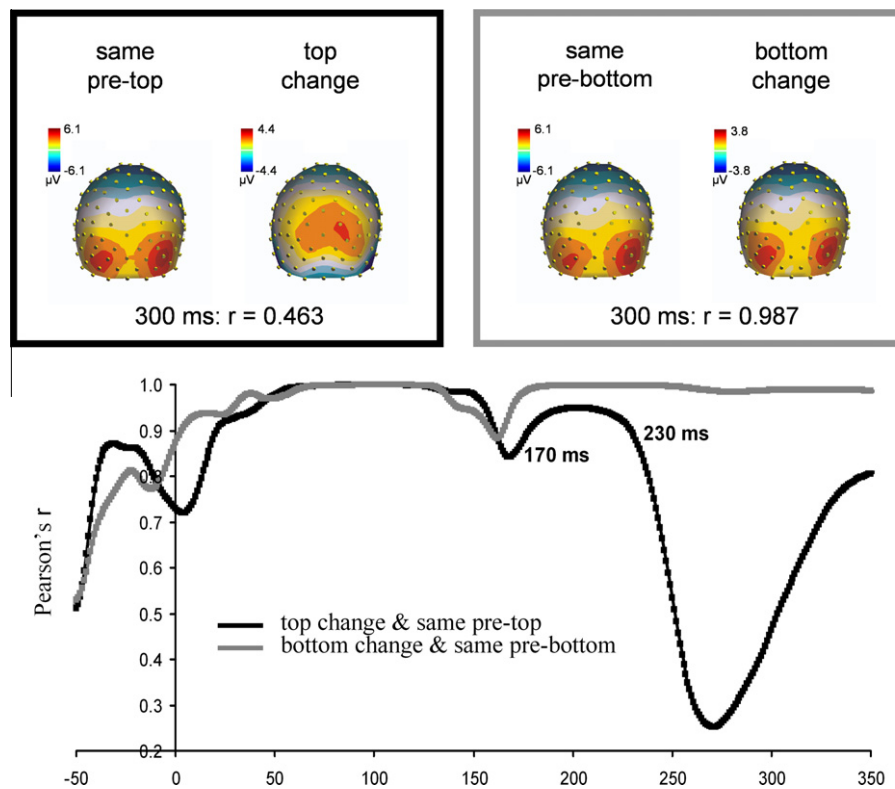 same
pre-top
top
change
6.1
-6.1
µV
4.4
-4.4
µV
300 ms: r = 0.463
same
pre-bottom
bottom
change
6.1
-6.1
µV
3.8
-3.8
µV
300 ms: r = 0.987
Pearson's r
1.0
0.9
0.8
0.7
0.6
0.5
0.4
0.3
0.2
170 ms
230 ms
top change & same pre-top
bottom change & same pre-bottom
-50 0 50 100 150 200 250 300 350